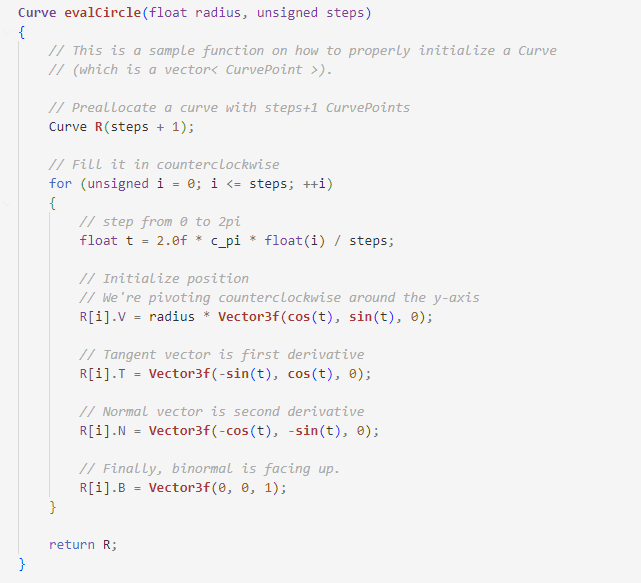 Curve evalCircle(float radius, unsigned steps)
{
    // This is a sample function on how to properly initialize a Curve
    // (which is a vector< CurvePoint >).

    // Preallocate a curve with steps+1 CurvePoints
    Curve R(steps + 1);

    // Fill it in counterclockwise
    for (unsigned i = 0; i <= steps; ++i)
    {
        // step from 0 to 2pi
        float t = 2.0f * c_pi * float(i) / steps;

        // Initialize position
        // We're pivoting counterclockwise around the y-axis
        R[i].V = radius * Vector3f(cos(t), sin(t), 0);

        // Tangent vector is first derivative
        R[i].T = Vector3f(-sin(t), cos(t), 0);

        // Normal vector is second derivative
        R[i].N = Vector3f(-cos(t), -sin(t), 0);

        // Finally, binormal is facing up.
        R[i].B = Vector3f(0, 0, 1);
    }

    return R;
}